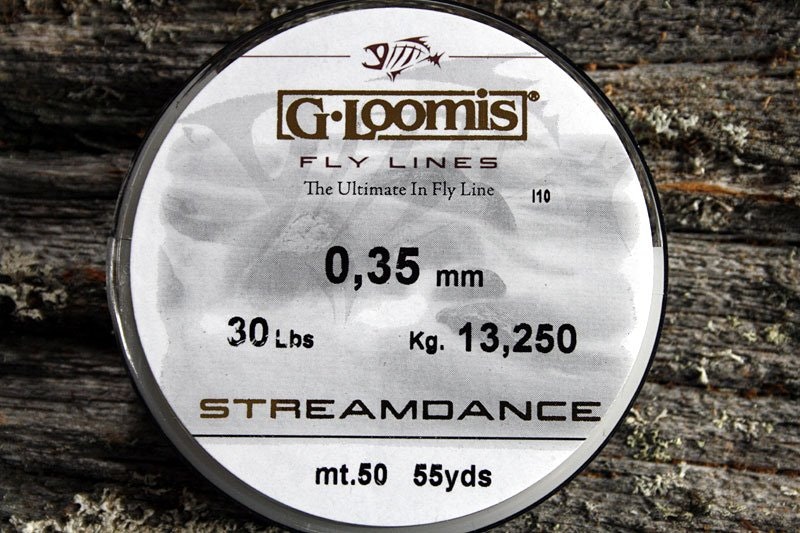 G·Loomis®
FLY LINES
The Ultimate In Fly Line
I10
0,35 mm
30 Lbs Kg. 13,250
STREAMDANCE
mt.50 55yds